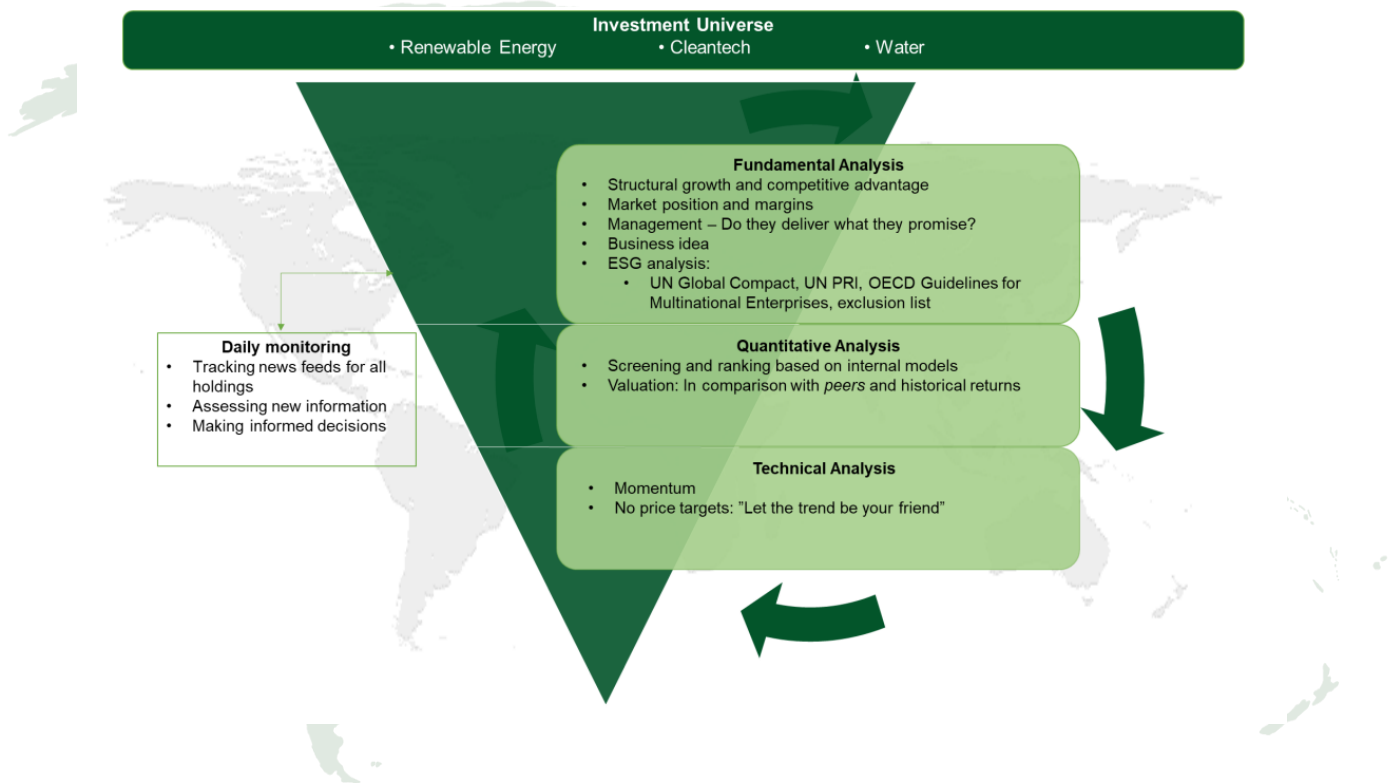 Investment Universe
• Renewable Energy • Cleantech • Water
Fundamental Analysis
• Structural growth and competitive advantage
• Market position and margins
• Management – Do they deliver what they promise?
• Business idea
• ESG analysis:
• UN Global Compact, UN PRI, OECD Guidelines for
Multinational Enterprises, exclusion list
Daily monitoring
• Tracking news feeds for all
holdings
• Assessing new information
• Making informed decisions
Quantitative Analysis
• Screening and ranking based on internal models
• Valuation: In comparison with peers and historical returns
Technical Analysis
• Momentum
• No price targets: ”Let the trend be your friend”